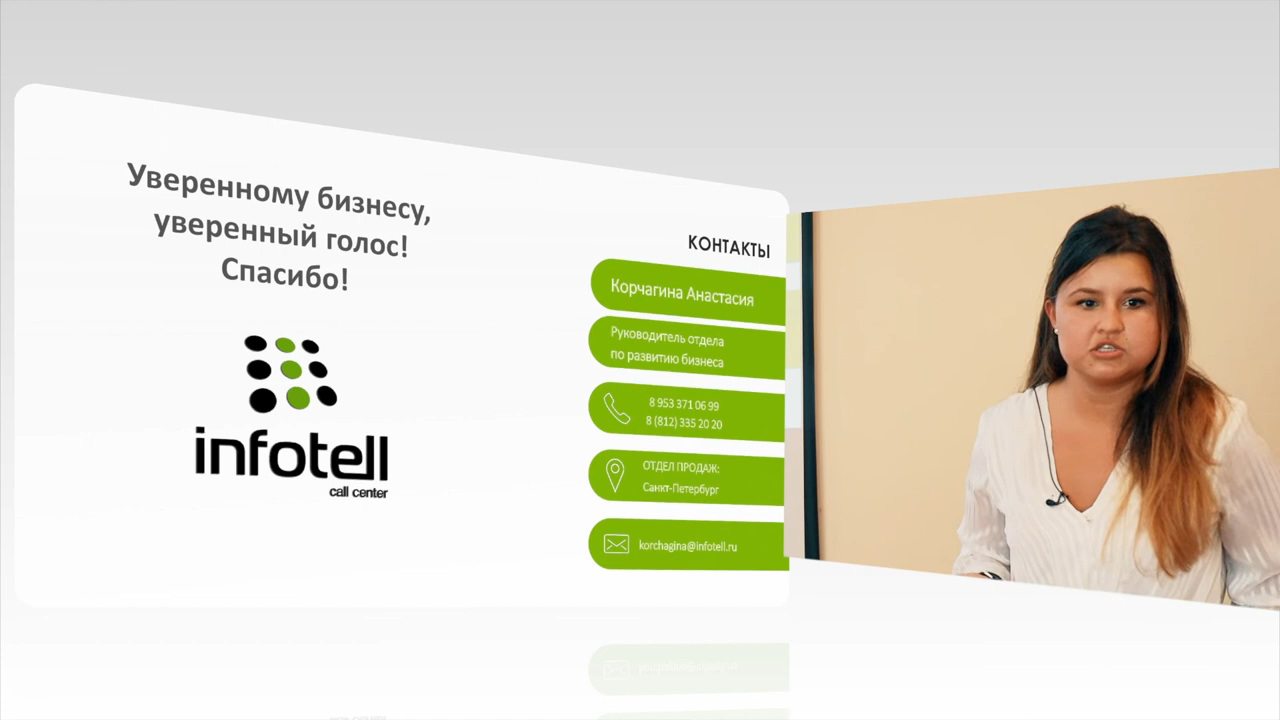 Уверенному бизнесу,
уверенный голос!
Спасибо!
infotell
call center
КОНТАКТЫ
Корчагина Анастасия
Руководитель отдела
по развитию бизнеса
8 953 371 06 99
8 (812) 335 20 20
ОТДЕЛ ПРОДАЖ:
Санкт-Петербург
korchagina@infotell.ru